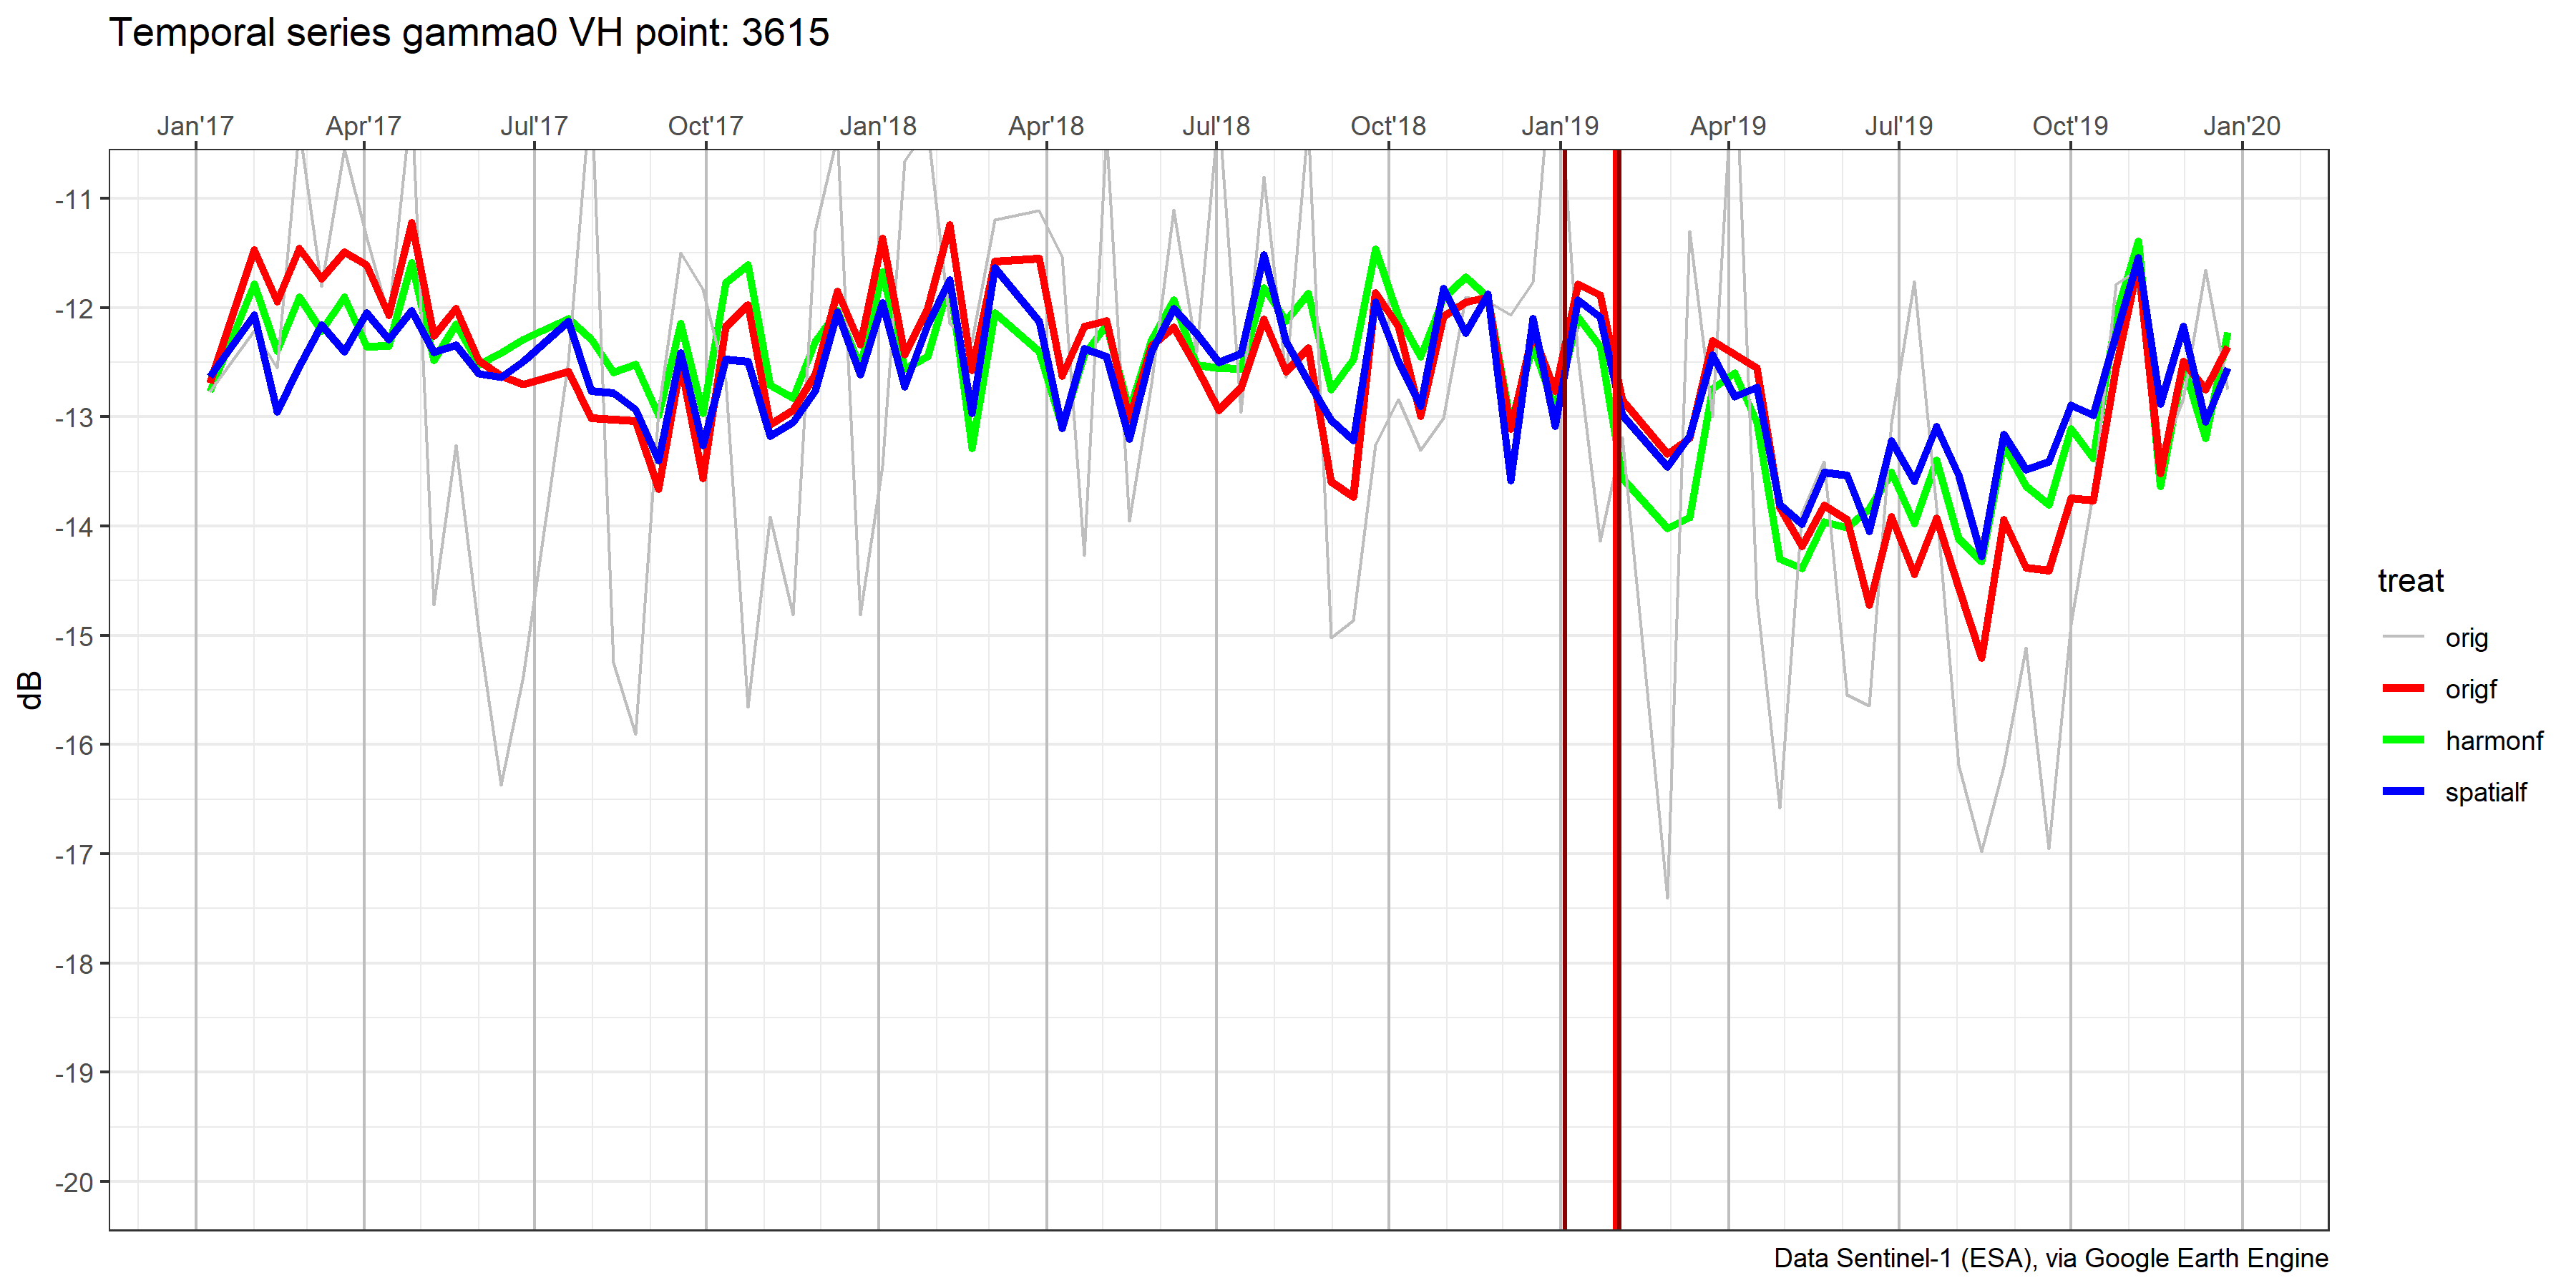 Temporal series gamma0 VH point: 3615
Jan'17 Apr'17 Jul'17 Oct'17 Jan'18 Apr'18 Jul'18 Oct'18 Jan'19 Apr'19 Jul'19 Oct'19 Jan'20
-11
-12
-13
-14
-15
-16
-17
-18
-19
-20
dB
treat
orig
origf
harmonf
spatialf
Data Sentinel-1 (ESA), via Google Earth Engine